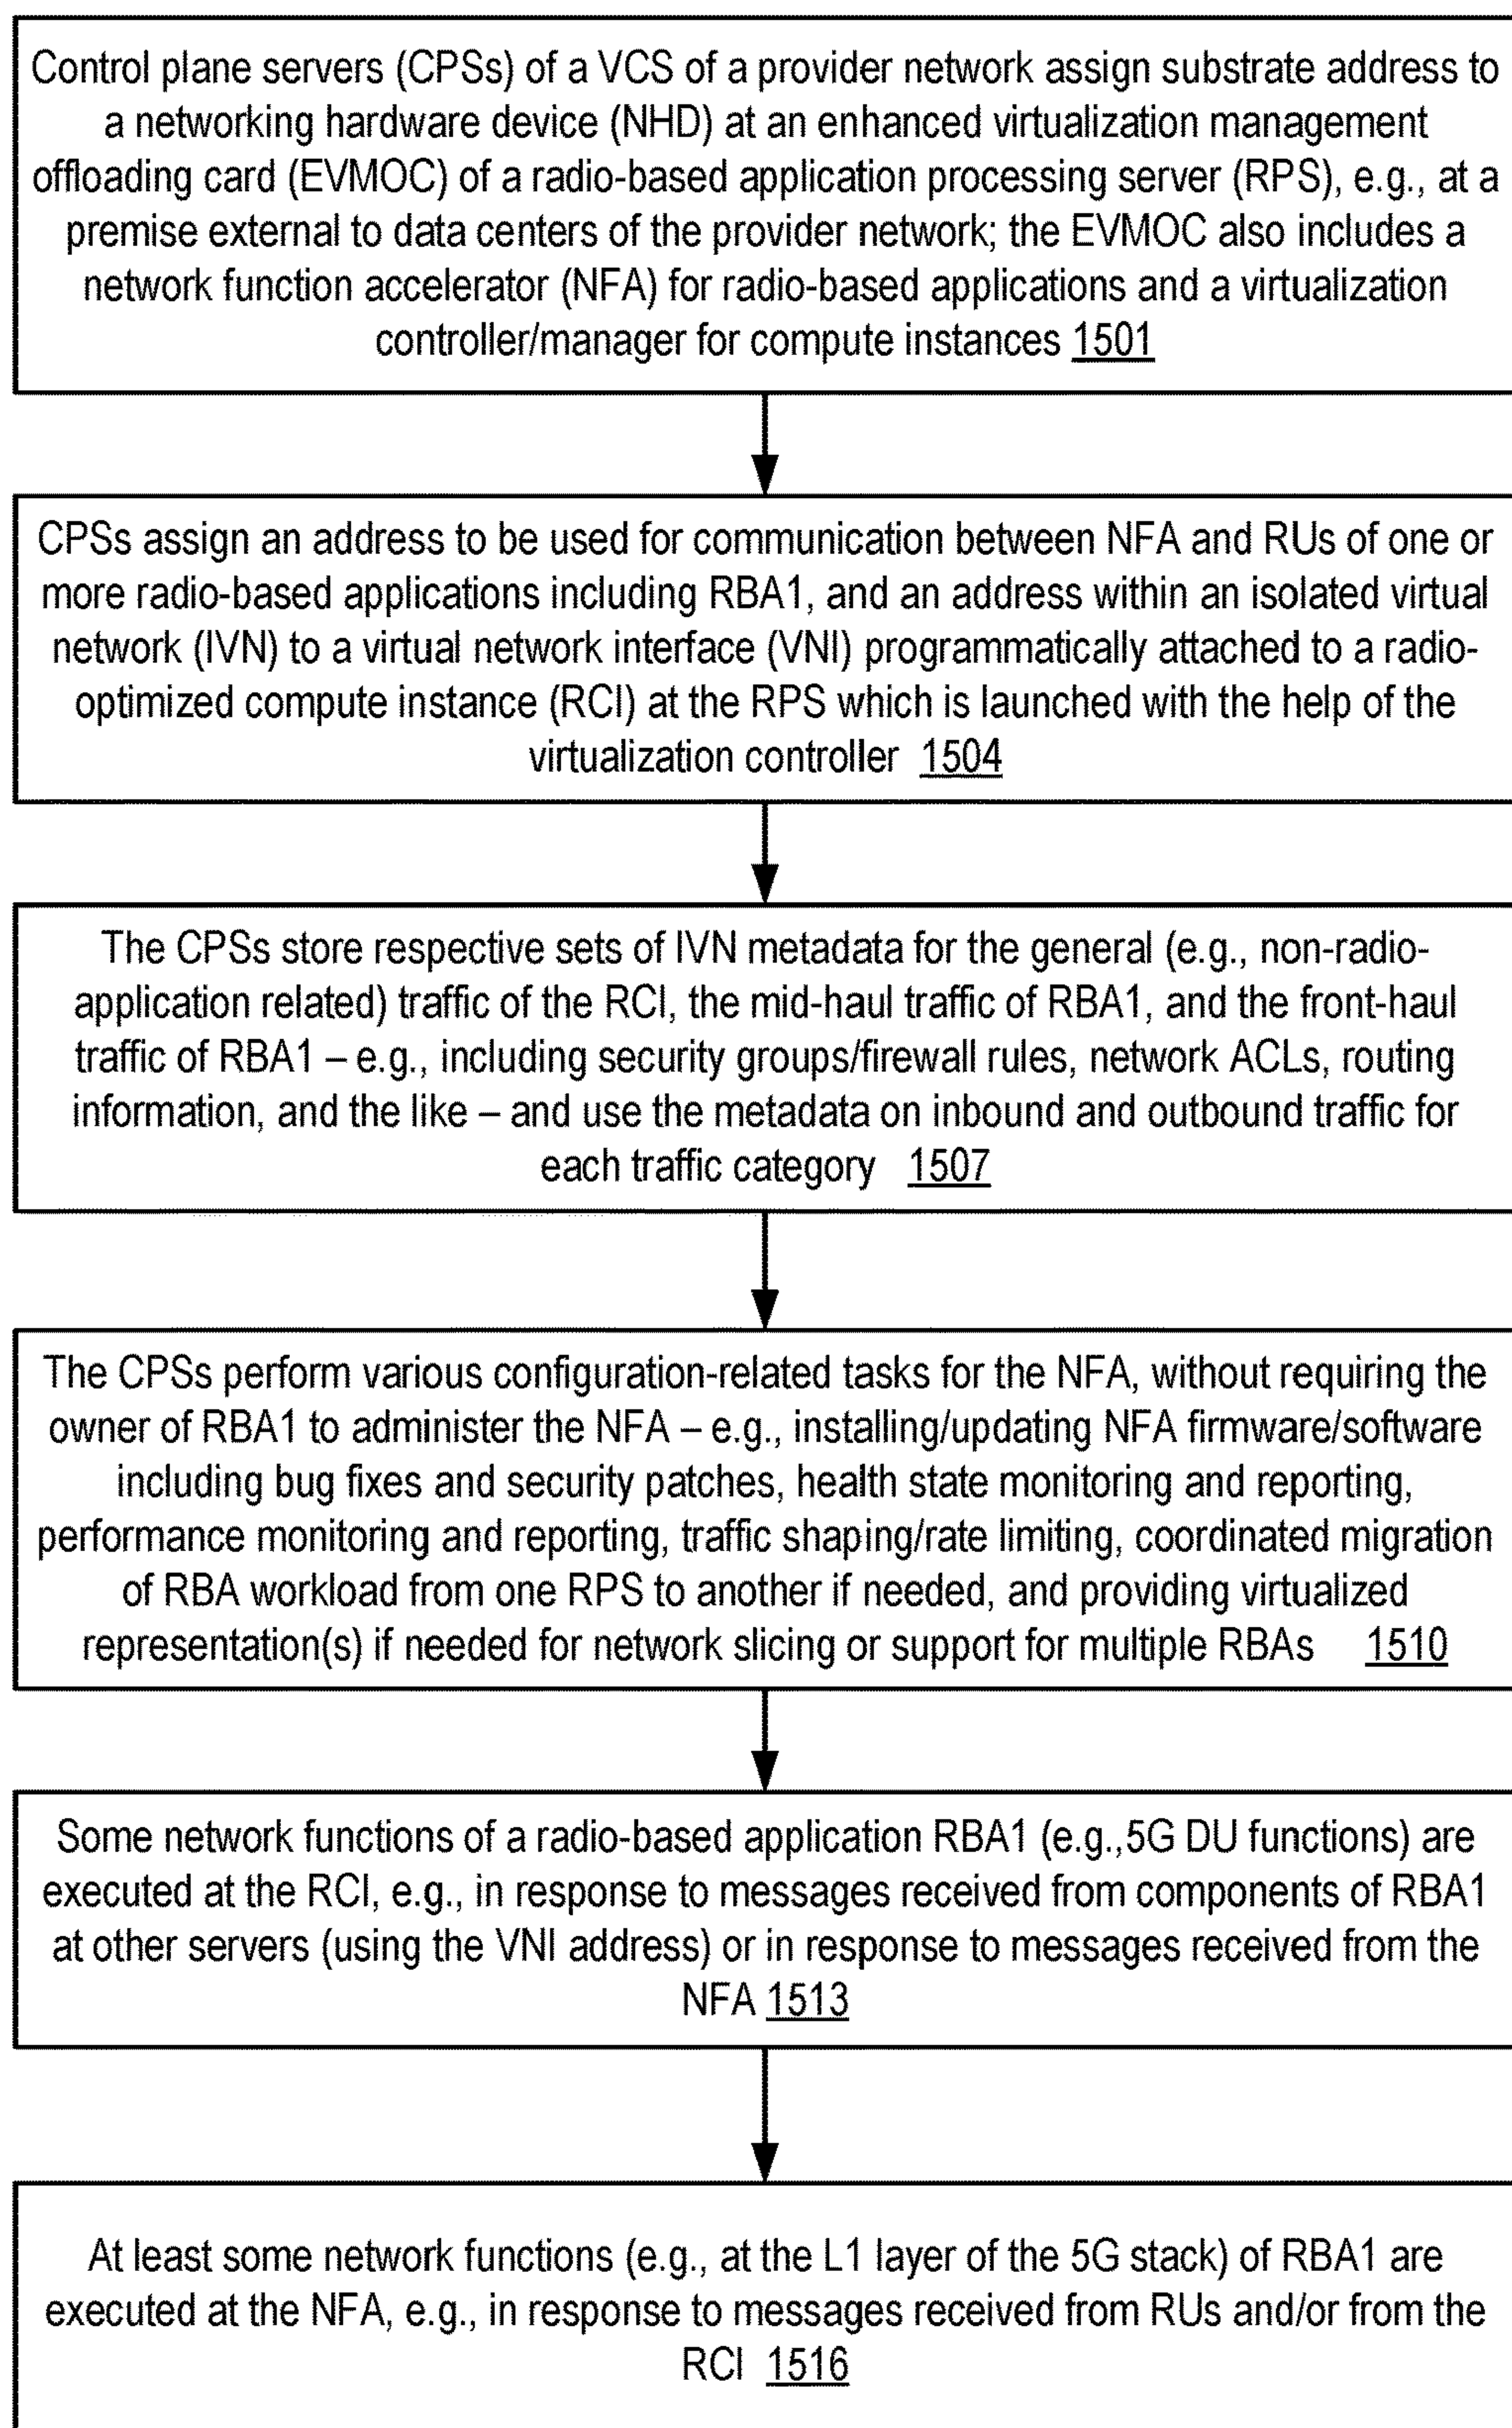 Control plane servers (CPSs) of a VCS of a provider network assign substrate address to
a networking hardware device (NHD) at an enhanced virtualization management
offloading card (EVMOC) of a radio-based application processing server (RPS), e.g., at a
premise external to data centers of the provider network; the EVMOC also includes a
network function accelerator (NFA) for radio-based applications and a virtualization
controller/manager for compute instances 1501
CPSs assign an address to be used for communication between NFA and RUs of one or
more radio-based applications including RBA1, and an address within an isolated virtual
network (IVN) to a virtual network interface (VNI) programmatically attached to a radio-
optimized compute instance (RCI) at the RPS which is launched with the help of the
virtualization controller 1504
The CPSs store respective sets of IVN metadata for the general (e.g., non-radio-
application related) traffic of the RCI, the mid-haul traffic of RBA1, and the front-haul
traffic of RBA1 – e.g., including security groups/firewall rules, network ACLs, routing
information, and the like – and use the metadata on inbound and outbound traffic for
each traffic category 1507
The CPSs perform various configuration-related tasks for the NFA, without requiring the
owner of RBA1 to administer the NFA – e.g., installing/updating NFA firmware/software
including bug fixes and security patches, health state monitoring and reporting,
performance monitoring and reporting, traffic shaping/rate limiting, coordinated migration
of RBA workload from one RPS to another if needed, and providing virtualized
representation(s) if needed for network slicing or support for multiple RBAs 1510
Some network functions of a radio-based application RBA1 (e.g.,5G DU functions) are
executed at the RCI, e.g., in response to messages received from components of RBA1
at other servers (using the VNI address) or in response to messages received from the
NFA 1513
At least some network functions (e.g., at the L1 layer of the 5G stack) of RBA1 are
executed at the NFA, e.g., in response to messages received from RUs and/or from the
RCI 1516